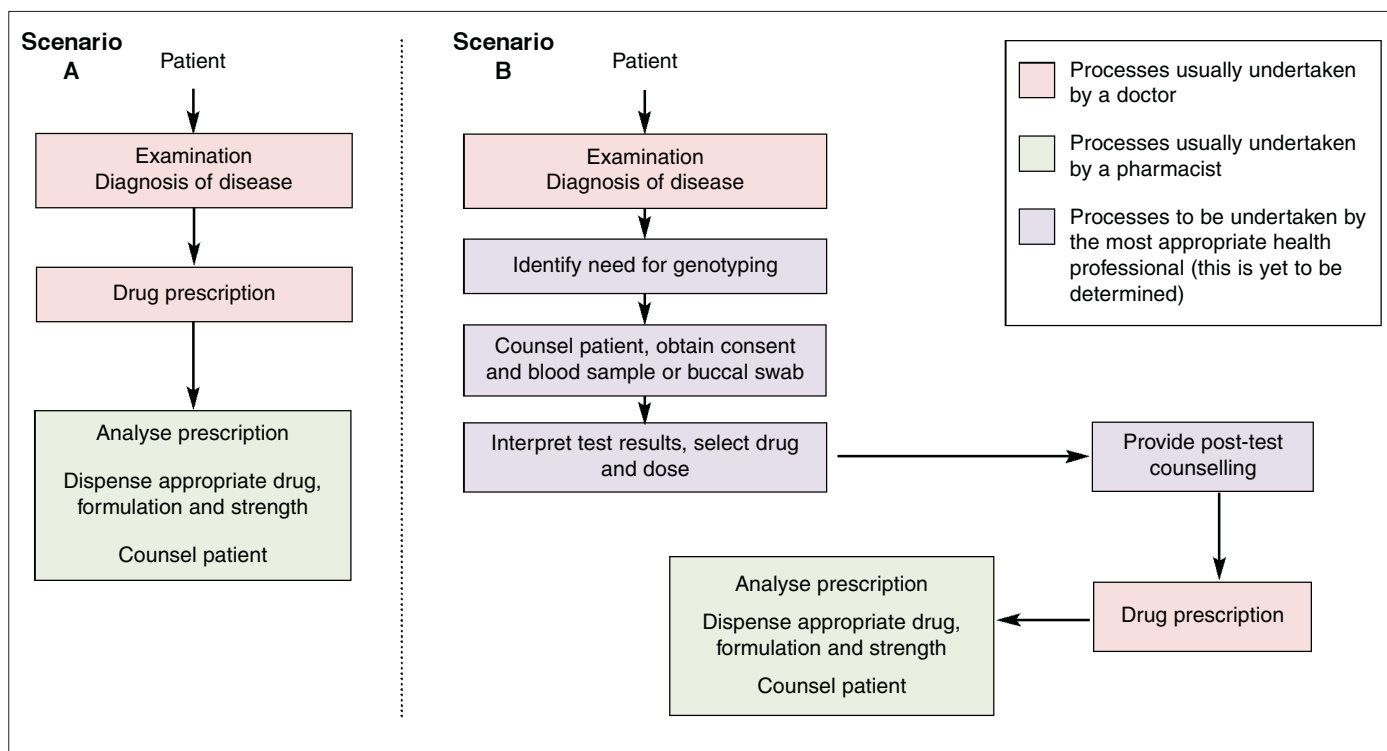 Scenario
A
Patient
Examination
Diagnosis of disease
Drug prescription
Analyse prescription
Dispense appropriate drug,
formulation and strength
Counsel patient
Scenario
B
Patient
Examination
Diagnosis of disease
Identify need for genotyping
Counsel patient, obtain consent
and blood sample or buccal swab
Interpret test results, select drug
and dose
Provide post-test
counselling
Drug prescription
Analyse prescription
Dispense appropriate drug,
formulation and strength
Counsel patient
Processes usually undertaken
by a doctor
Processes usually undertaken
by a pharmacist
Processes to be undertaken by
the most appropriate health
professional (this is yet to be
determined)